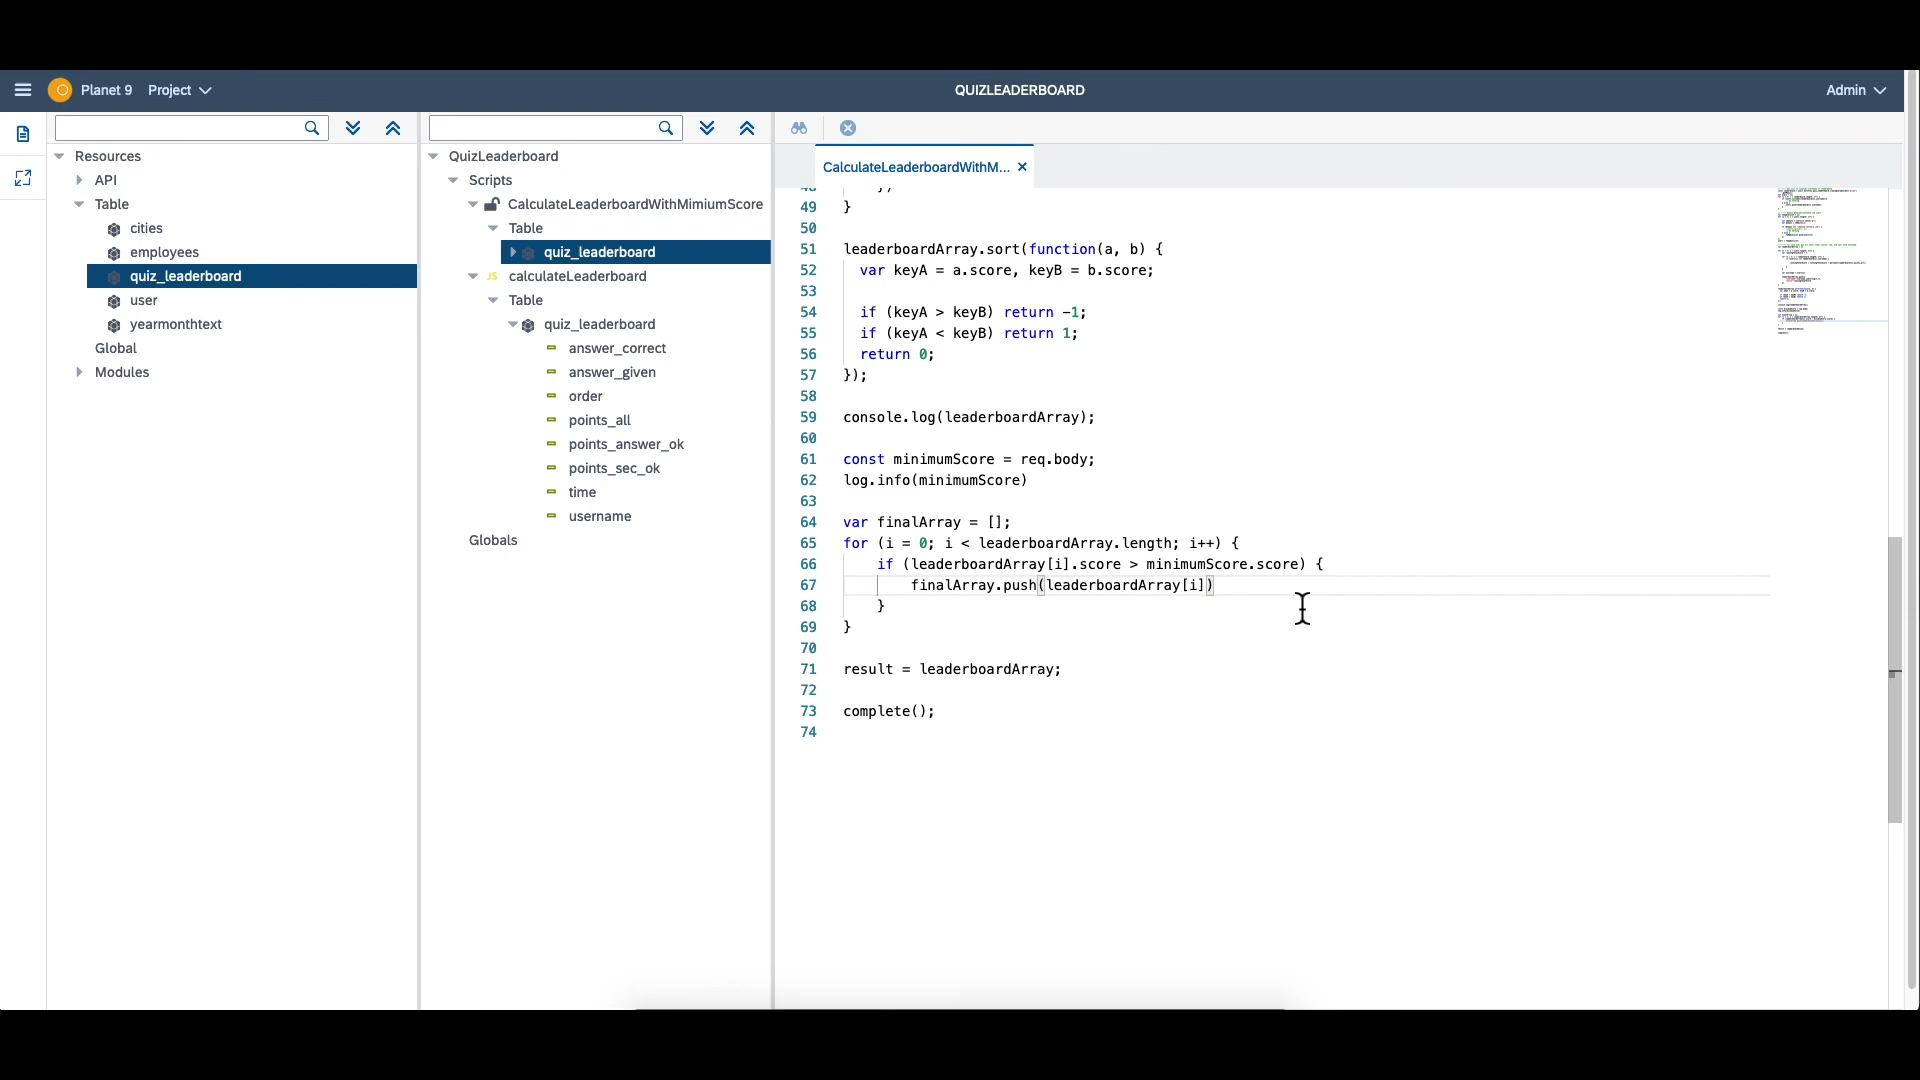 Planet 9 Project
QUIZLEADERBOARD
Admin
Resources
API
Table
cities
employees
quiz_leaderboard
user
yearmonthtext
Global
Modules
QuizLeaderboard
Scripts
CalculateLeaderboardWithMimiumScore
Table
quiz_leaderboard
JS calculateLeaderboard
Table
quiz_leaderboard
answer_correct
answer_given
order
points_all
points_answer_ok
points_sec_ok
time
username
Globals
CalculateLeaderboardWithM...
49 }
50
51 leaderboardArray.sort(function(a, b) {
52 var keyA = a.score, keyB = b.score;
53
54 if (keyA > keyB) return -1;
55 if (keyA < keyB) return 1;
56 return 0;
57 });
58
59 console.log(leaderboardArray);
60
61 const minimumScore = req.body;
62 log.info(minimumScore)
63
64 var finalArray = [];
65 for (i = 0; i < leaderboardArray.length; i++) {
66 if (leaderboardArray[i].score > minimumScore.score) {
67 finalArray.push(leaderboardArray[i])
68 }
69 }
70
71 result = leaderboardArray;
72
73 complete();
74